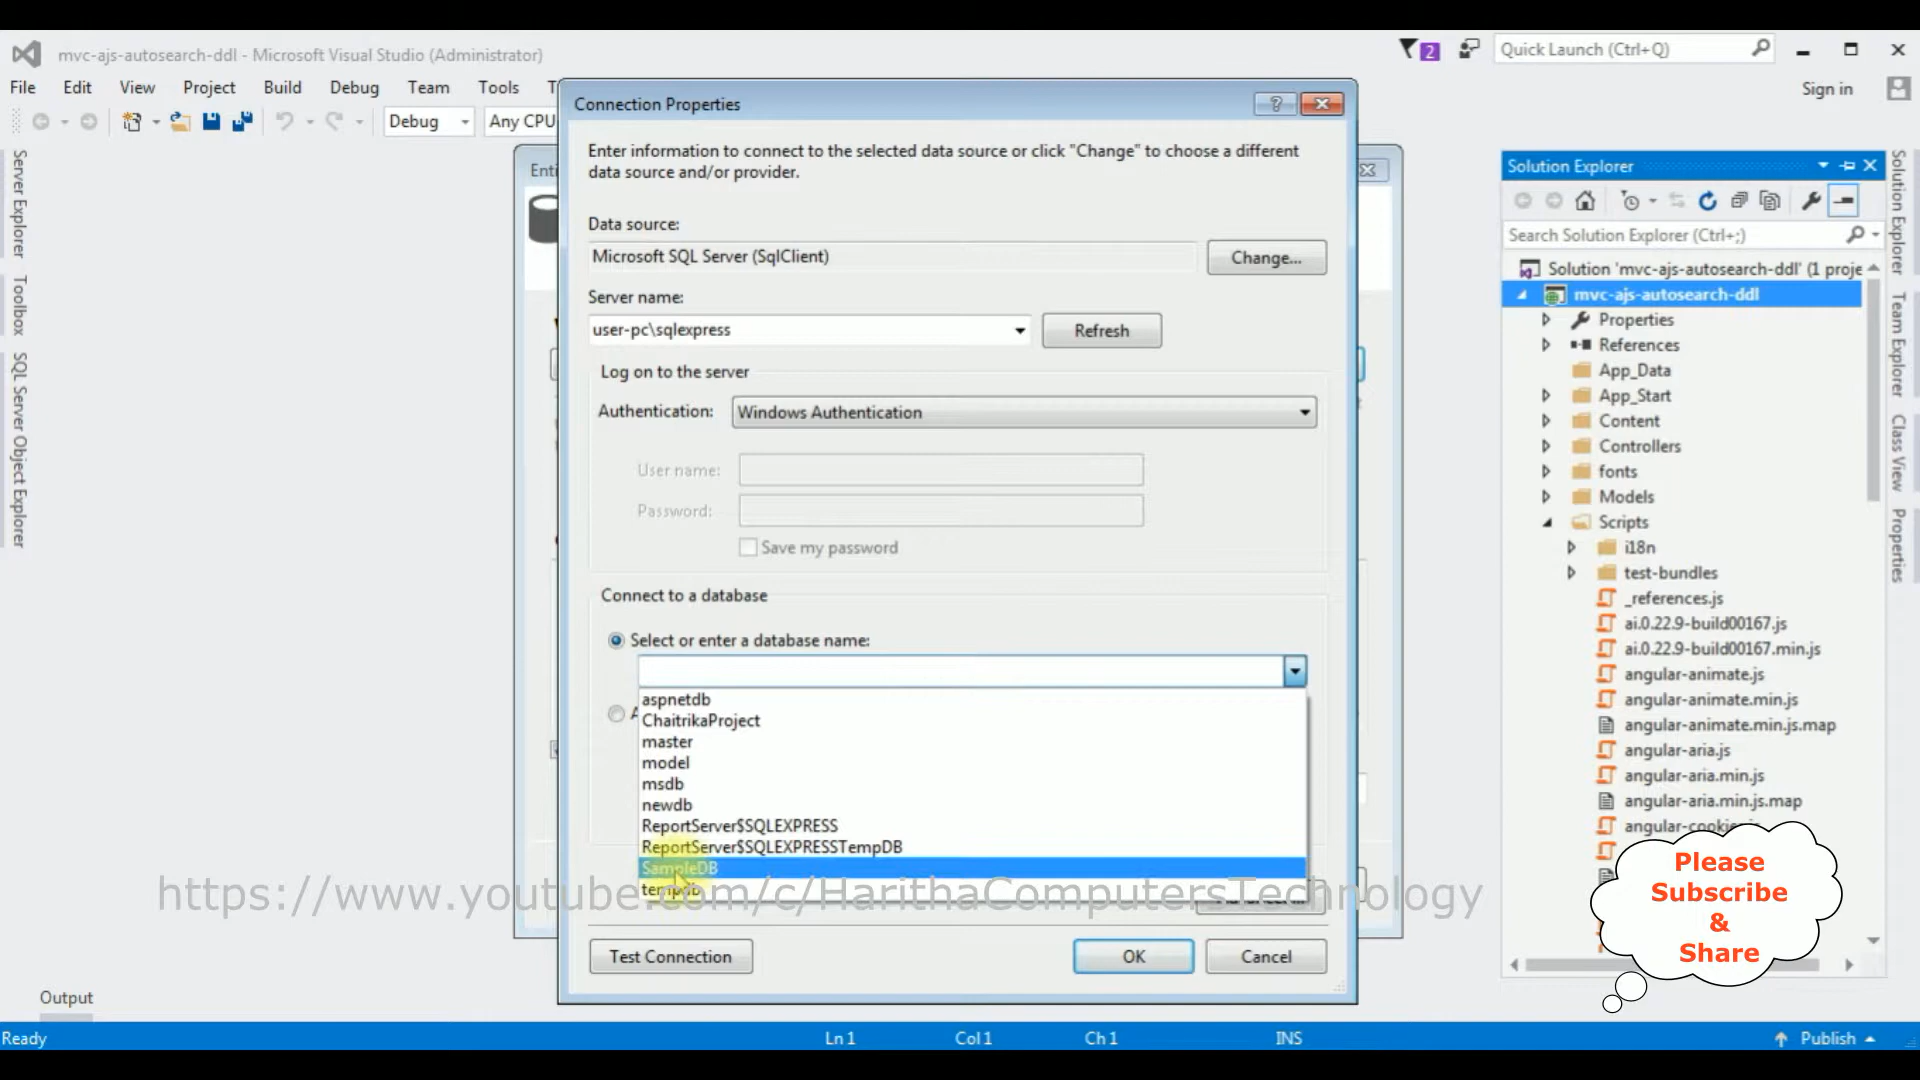 mvc-ajs-autosearch-ddl - Microsoft Visual Studio (Administrator)
2
Quick Launch (Ctrl+Q)
File Edit View Project Build Debug Team Tools
Sign in
Debug
Any CPU
Server Explorer
Toolbox
SQL Server Object Explorer
Connection Properties
Enter information to connect to the selected data source or click "Change" to choose a different
data source and/or provider.
Data source:
Microsoft SQL Server (SqlClient)
Change...
Server name:
user-pc\sqlexpress
Refresh
Log on to the server
Authentication:
Windows Authentication
User name:
Password:
Save my password
Connect to a database
Select or enter a database name:
aspnetdb
ChaitrikaProject
master
model
msdb
newdb
ReportServer$SQLEXPRESS
ReportServer$SQLEXPRESSTempDB
SampleDB
tempdb
Test Connection
OK
Cancel
https://www.youtube.com/c/HarithaComputersTechnology
Solution Explorer
Search Solution Explorer (Ctrl+;)
Solution 'mvc-ajs-autosearch-ddl' (1 proje
mvc-ajs-autosearch-ddl
Properties
References
App_Data
App_Start
Content
Controllers
fonts
Models
Scripts
i18n
test-bundles
_references.js
ai.0.22.9-build00167.js
ai.0.22.9-build00167.min.js
angular-animate.js
angular-animate.min.js
angular-animate.min.js.map
angular-aria.js
angular-aria.min.js
angular-aria.min.js.map
Please
Subscribe
&
Share
Solution Explorer
Team Explorer
Class View
Properties
Output
Ready
Ln 1
Col 1
Ch 1
INS
Publish